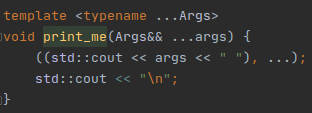 template <typename ...Args>
void print_me(Args&& ...args) {
    ((std::cout << args << " "), ...);
    std::cout << "\n";
}